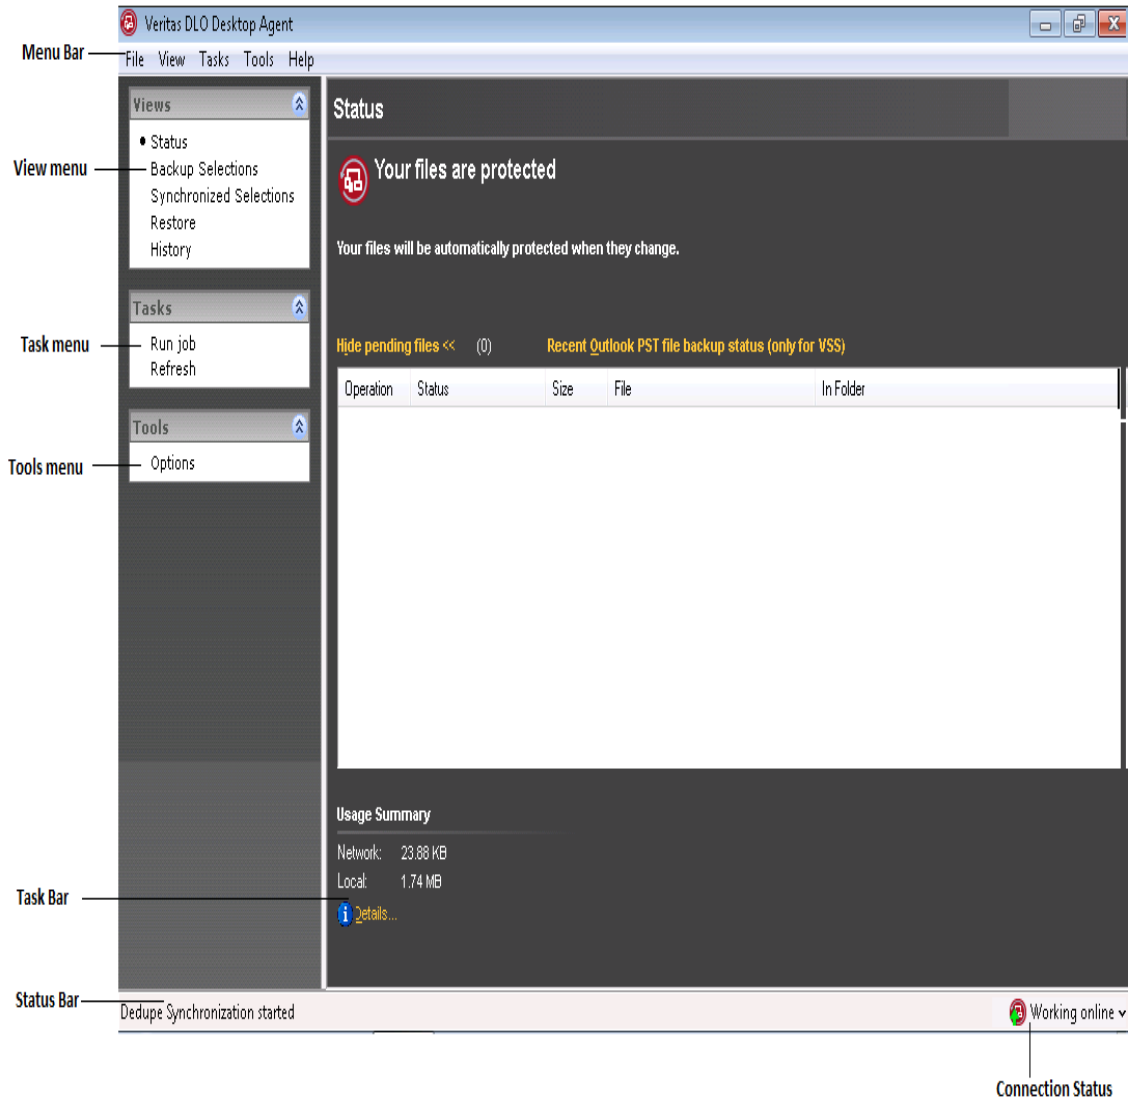 Veritas DLO Desktop Agent
Menu Bar
File View Tasks Tools Help
Views
Status
Status
View menu
Backup Selections
Your files are protected
Synchronized Selections
Restore
History
Your files will be automatically protected when they change.
Tasks
Task menu
Run job
Refresh
Hide pending files << (0) Recent Outlook PST file backup status (only for VSS)
Operation Status Size File In Folder
Tools
Tools menu
Options
Usage Summary
Network: 23.88 KB
Local: 1.74 MB
Task Bar
Details...
Status Bar
Dedupe Synchronization started
Working online
Connection Status